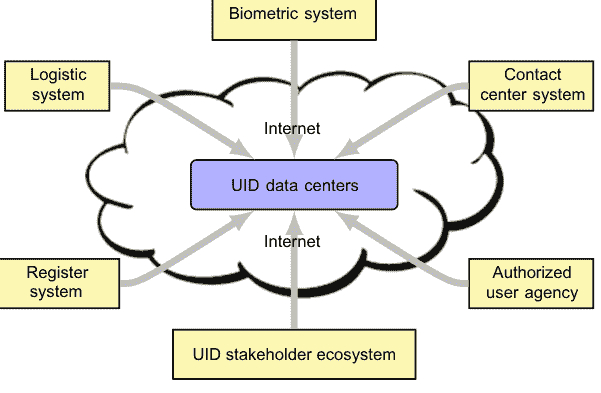 Biometric system
Logistic
system
Contact
center system
Internet
UID data centers
Internet
Register
system
Authorized
user agency
UID stakeholder ecosystem